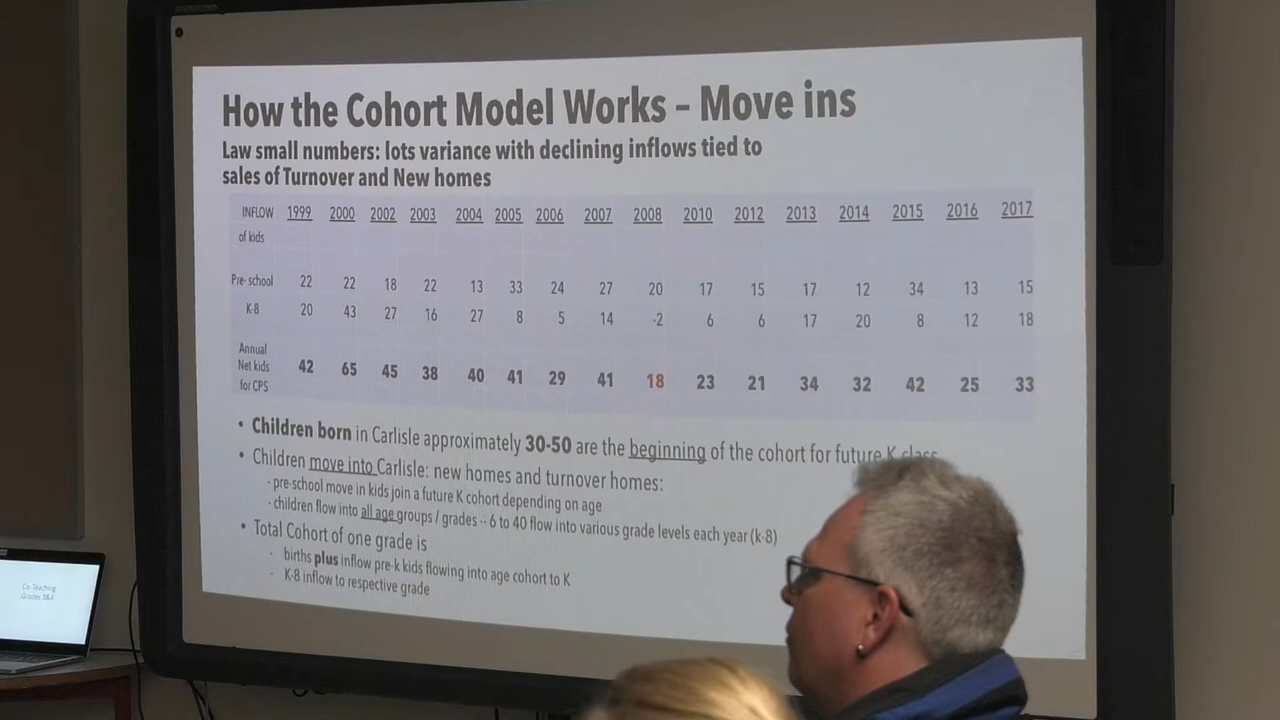 How the Cohort Model Works – Move ins
Law small numbers: lots variance with declining inflows tied to
sales of Turnover and New homes
INFLOW 1999 2000 2002 2003 2004 2005 2006 2007 2008 2010 2012 2013 2014 2015 2016 2017
of kids
Pre-school 22 22 18 22 13 33 24 27 20 17 15 17 12 34 13 15
K-8 20 43 27 16 27 8 5 14 -2 6 6 17 20 8 12 18
Annual
Net kids 42 65 45 38 40 41 29 41 18 23 21 34 32 42 25 33
for CPS
• Children born in Carlisle approximately 30-50 are the beginning of the cohort for future K class
• Children move into Carlisle: new homes and turnover homes:
- pre-school move in kids join a future K cohort depending on age
- children flow into all age groups / grades -- 6 to 40 flow into various grade levels each year (k-8)
• Total Cohort of one grade is
- births plus inflow pre-k kids flowing into age cohort to K
- K-8 inflow to respective grade
Co-Teaching
Grades 3&4